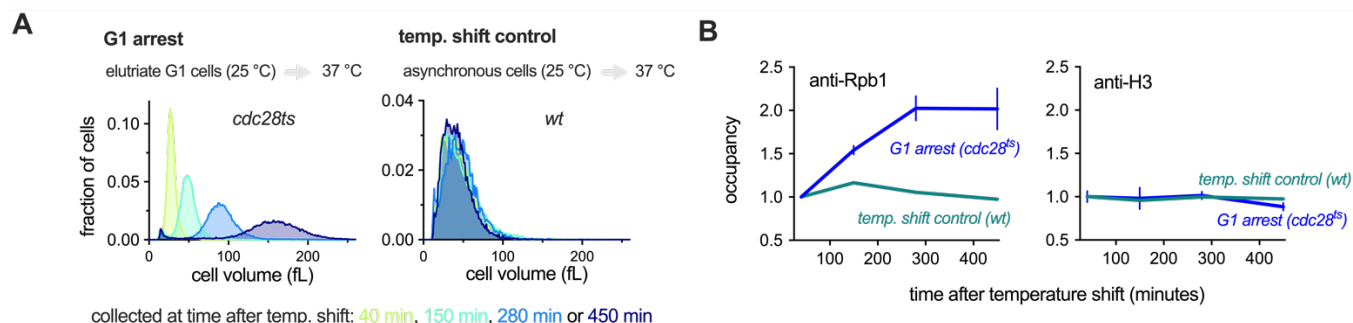 A
G1 arrest
elutriate G1 cells (25 °C) 37 °C
temp. shift control
asynchronous cells (25 °C) 37 °C
fraction of cells
0.10
0.05
0.00
cdc28ts
0 100 200
cell volume (fL)
0.04
0.02
0.00
wt
0 100 200
cell volume (fL)
collected at time after temp. shift: 40 min, 150 min, 280 min or 450 min
B
occupancy
2.5
2.0
1.5
1.0
0.5
anti-Rpb1
G1 arrest (cdc28ts)
temp. shift control (wt)
100 200 300 400
2.5
2.0
1.5
1.0
0.5
anti-H3
temp. shift control (wt)
G1 arrest (cdc28ts)
100 200 300 400
time after temperature shift (minutes)